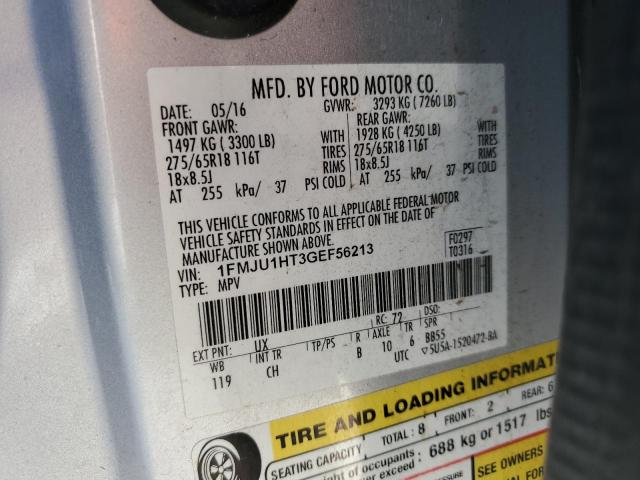 MFD. BY FORD MOTOR CO.
DATE: 05/16 GVWR: 3293 KG ( 7260 LB)
FRONT GAWR: REAR GAWR:
1497 KG ( 3300 LB) WITH 1928 KG ( 4250 LB) WITH
275/65R18 116T TIRES 275/65R18 116T TIRES
18x8.5J RIMS 18x8.5J RIMS
AT 255 kPa/ 37 PSI COLD AT 255 kPa/ 37 PSI COLD
THIS VEHICLE CONFORMS TO ALL APPLICABLE FEDERAL MOTOR
VEHICLE SAFETY STANDARDS IN EFFECT ON THE DATE OF
MANUFACTURE SHOWN ABOVE. F0297
VIN: 1FMJU1HT3GEF56213 T0316
TYPE: MPV
EXT PNT: UX RC: 72 DSO:
WB INT TR TP/PS R AXLE TR SPR
119 CH B 10 6 BB55
UTC ▽5U5A-1520472-BA
TIRE AND LOADING INFORMAT
SEATING CAPACITY TOTAL: 8 FRONT: 2 REAR: 6
eight of occupants
er exceed : 688 kg or 1517 lbs
SEE OWNERS